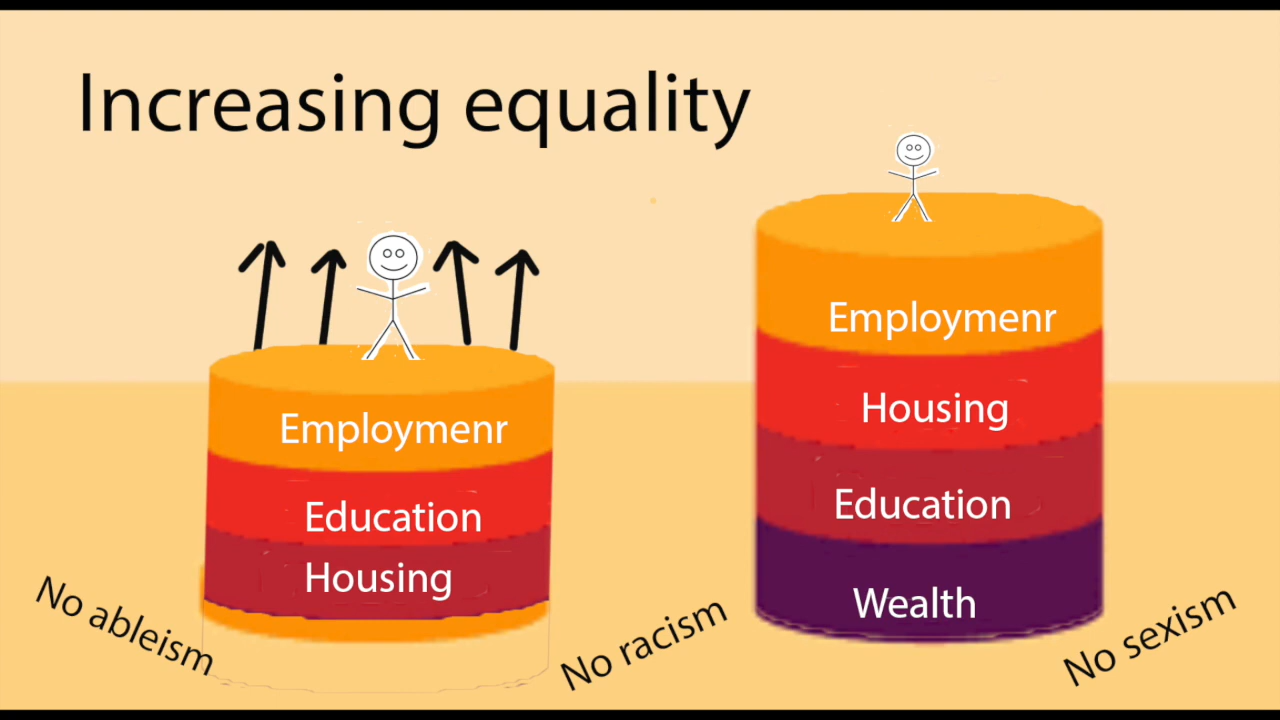 Increasing equality
Employmenr
Education
Housing
Employmenr
Housing
Education
Wealth
No ableism
No racism
No sexism